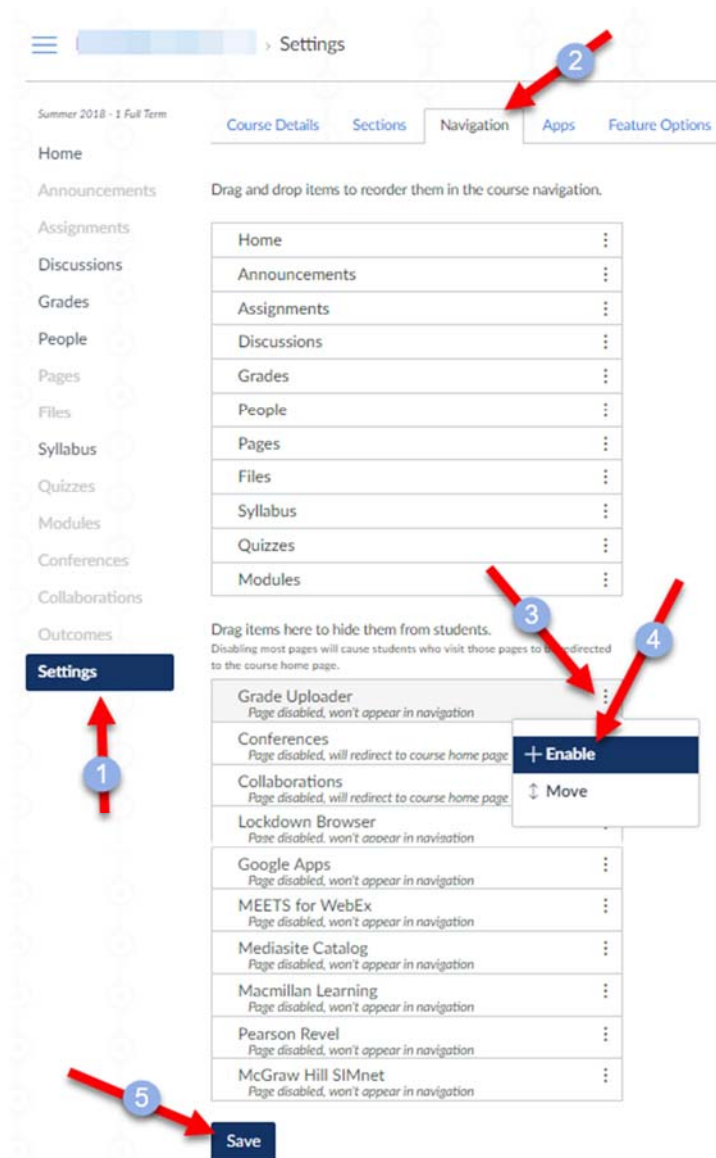 › Settings
2
Summer 2018 - 1 Full Term
Course Details Sections Navigation Apps Feature Options
Home
Announcements
Assignments
Discussions
Grades
People
Pages
Files
Syllabus
Quizzes
Modules
Conferences
Collaborations
Outcomes
Settings
1
Drag and drop items to reorder them in the course navigation.
Home
Announcements
Assignments
Discussions
Grades
People
Pages
Files
Syllabus
Quizzes
Modules
3
4
Drag items here to hide them from students.
Disabling most pages will cause students who visit those pages to be redirected
to the course home page.
Grade Uploader
Page disabled, won't appear in navigation
Conferences
Page disabled, will redirect to course home page
Collaborations
Page disabled, will redirect to course home page
+ Enable
Move
Lockdown Browser
Page disabled, won't appear in navigation
Google Apps
Page disabled, won't appear in navigation
MEETS for WebEx
Page disabled, won't appear in navigation
Mediasite Catalog
Page disabled, won't appear in navigation
Macmillan Learning
Page disabled, won't appear in navigation
Pearson Revel
Page disabled, won't appear in navigation
McGraw Hill SIMnet
Page disabled, won't appear in navigation
5
Save